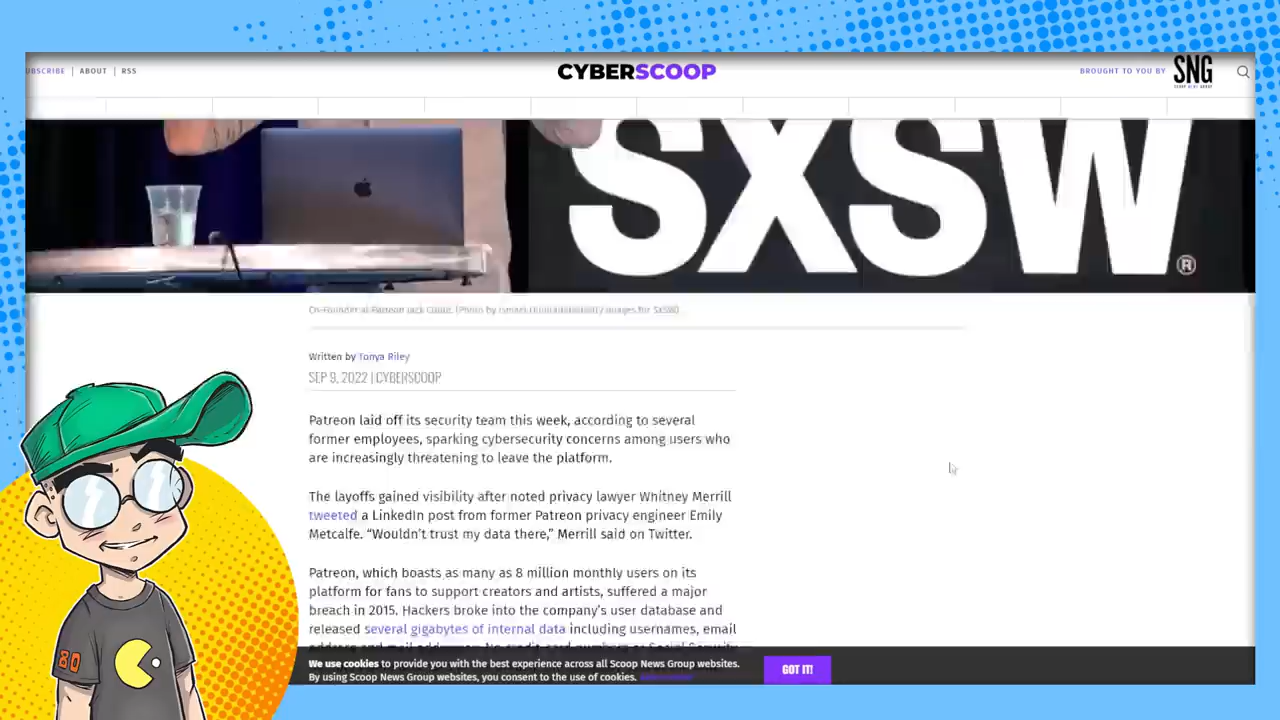 UBSCRIBE | ABOUT | RSS
CYBERSCOOP
BROUGHT TO YOU BY SNG
SXSW®
Co-Founder at Patreon Jack
Written by Tonya Riley
SEP 9, 2022 | CYBERSCOOP
Patreon laid off its security team this week, according to several
former employees, sparking cybersecurity concerns among users who
are increasingly threatening to leave the platform.
The layoffs gained visibility after noted privacy lawyer Whitney Merrill
tweeted a LinkedIn post from former Patreon privacy engineer Emily
Metcalfe. “Wouldn’t trust my data there,” Merrill said on Twitter.
Patreon, which boasts as many as 8 million monthly users on its
platform for fans to support creators and artists, suffered a major
breach in 2015. Hackers broke into the company’s user database and
released several gigabytes of internal data including usernames, email
We use cookies to provide you with the best experience across all Scoop News Group websites.
By using Scoop News Group websites, you consent to the use of cookies.
GOT IT!
80